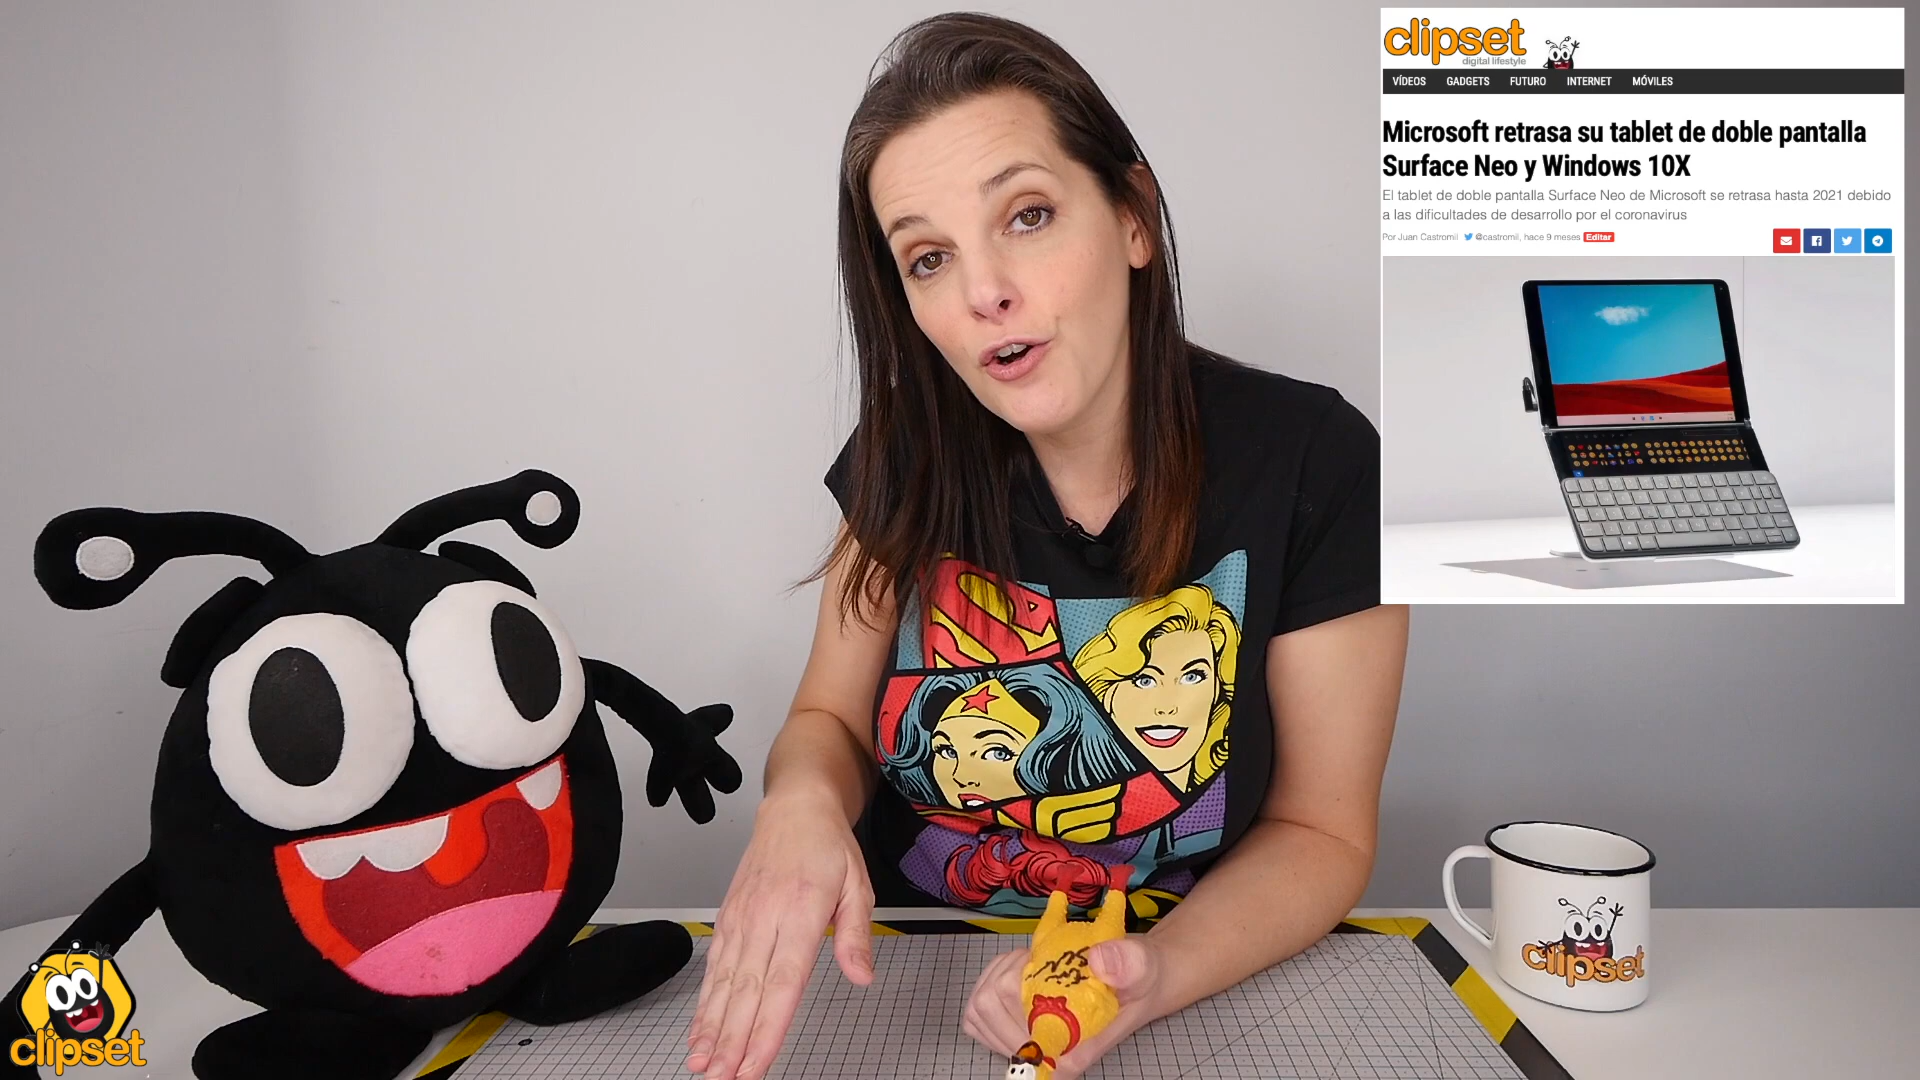 clipset
digital lifestyle
VÍDEOS GADGETS FUTURO INTERNET MÓVILES
Microsoft retrasa su tablet de doble pantalla
Surface Neo y Windows 10X
El tablet de doble pantalla Surface Neo de Microsoft se retrasa hasta 2021 debido
a las dificultades de desarrollo por el coronavirus
Por Juan Castromil @castromil, hace 9 meses Editar
clipset
clipset